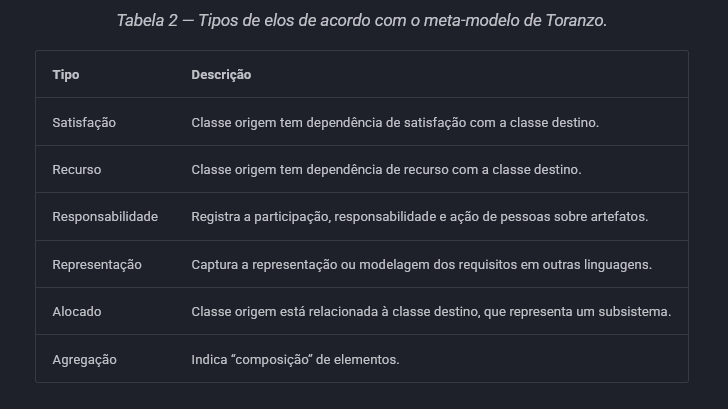 Tabela 2 — Tipos de elos de acordo com o meta-modelo de Toranzo.
Tipo Descrição
Satisfação Classe origem tem dependência de satisfação com a classe destino.
Recurso Classe origem tem dependência de recurso com a classe destino.
Responsabilidade Registra a participação, responsabilidade e ação de pessoas sobre artefatos.
Representação Captura a representação ou modelagem dos requisitos em outras linguagens.
Alocado Classe origem está relacionada à classe destino, que representa um subsistema.
Agregação Indica “composição” de elementos.